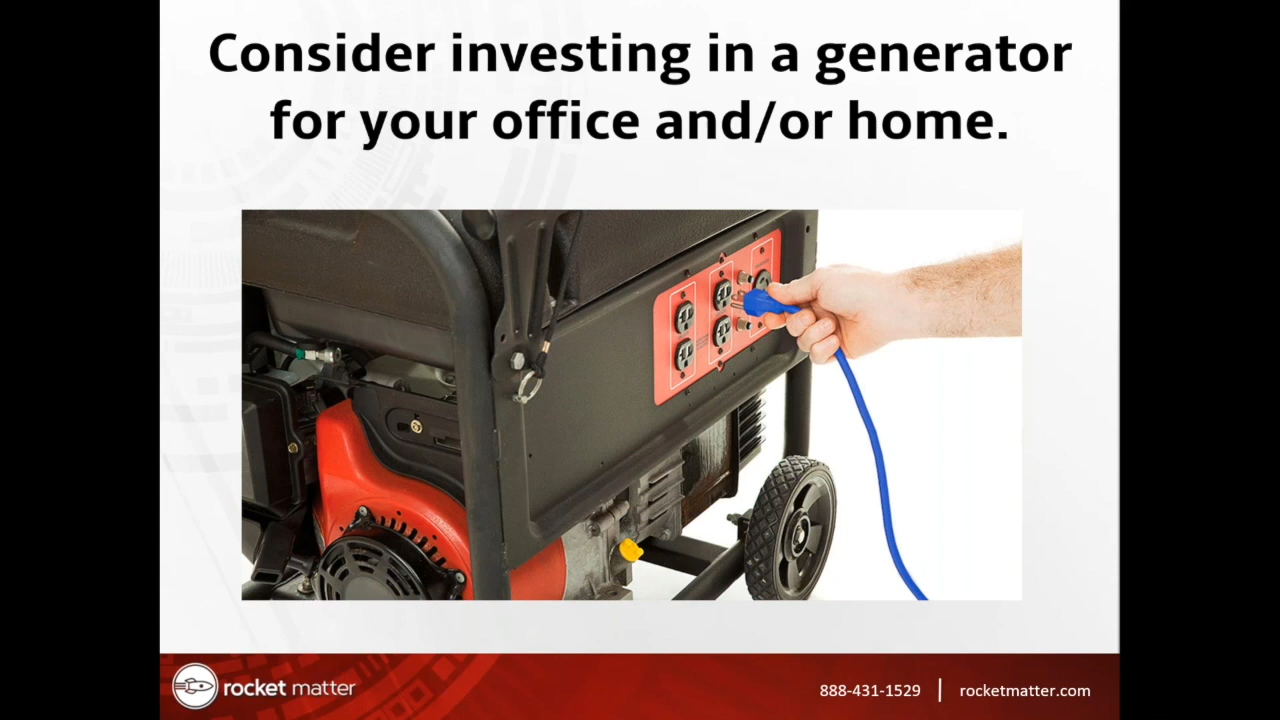 Consider investing in a generator
for your office and/or home.
rocket matter
888-431-1529 | rocketmatter.com